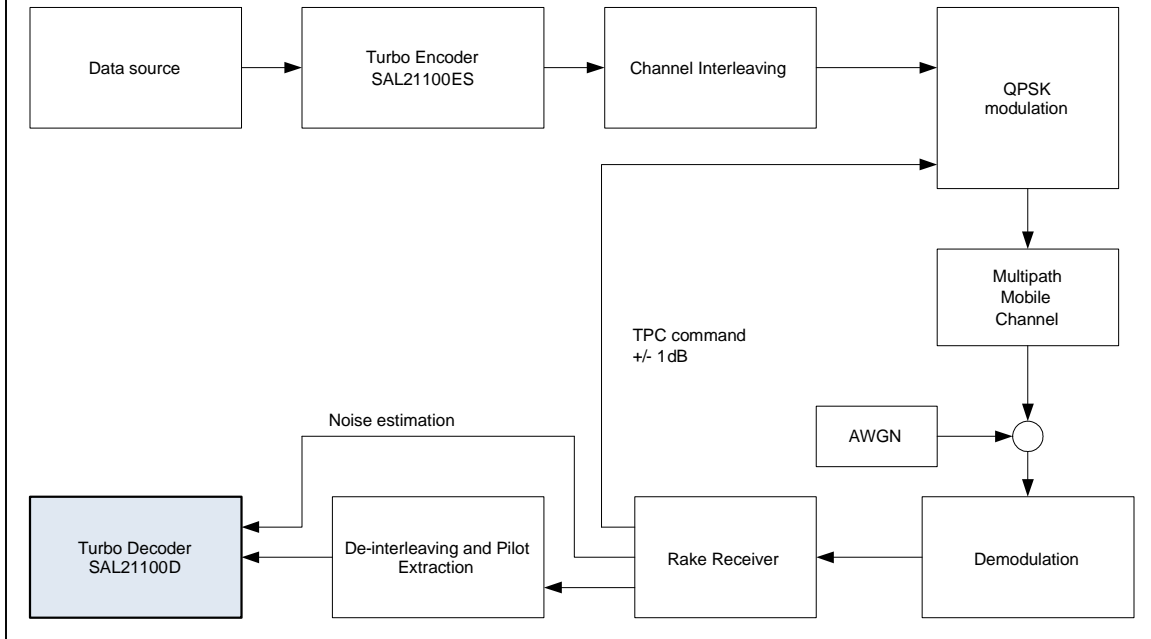 Data source
Turbo Encoder
SAL21100ES
Channel Interleaving
QPSK
modulation
Multipath
Mobile
Channel
TPC command
+/- 1dB
Noise estimation
AWGN
Turbo Decoder
SAL21100D
De-interleaving and Pilot
Extraction
Rake Receiver
Demodulation